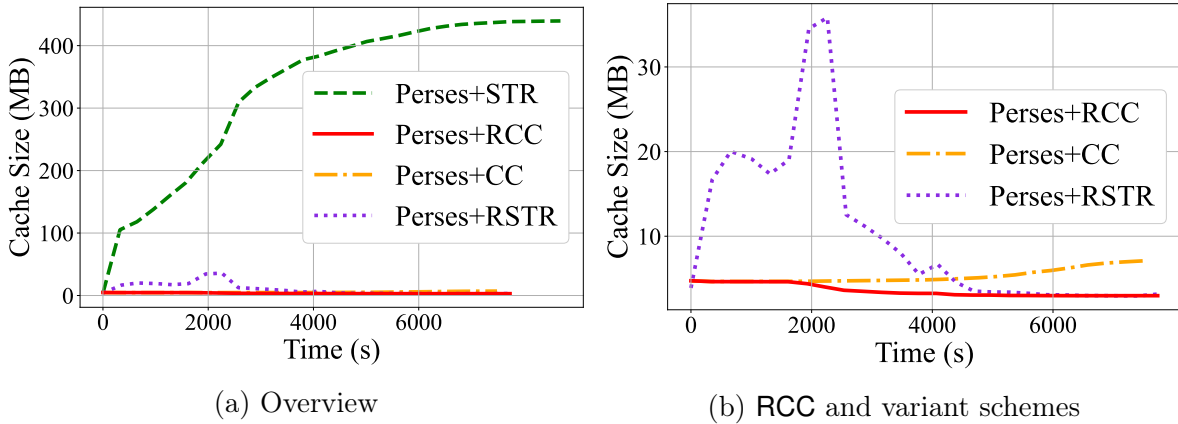 400
300
200
100
0
Cache Size (MB)
Perses+STR
Perses+RCC
Perses+CC
Perses+RSTR
0
2000
4000
6000
Time (s)
(a) Overview
30
20
10
Cache Size (MB)
Perses+RCC
Perses+CC
Perses+RSTR
0
2000
4000
6000
Time (s)
(b) RCC and variant schemes